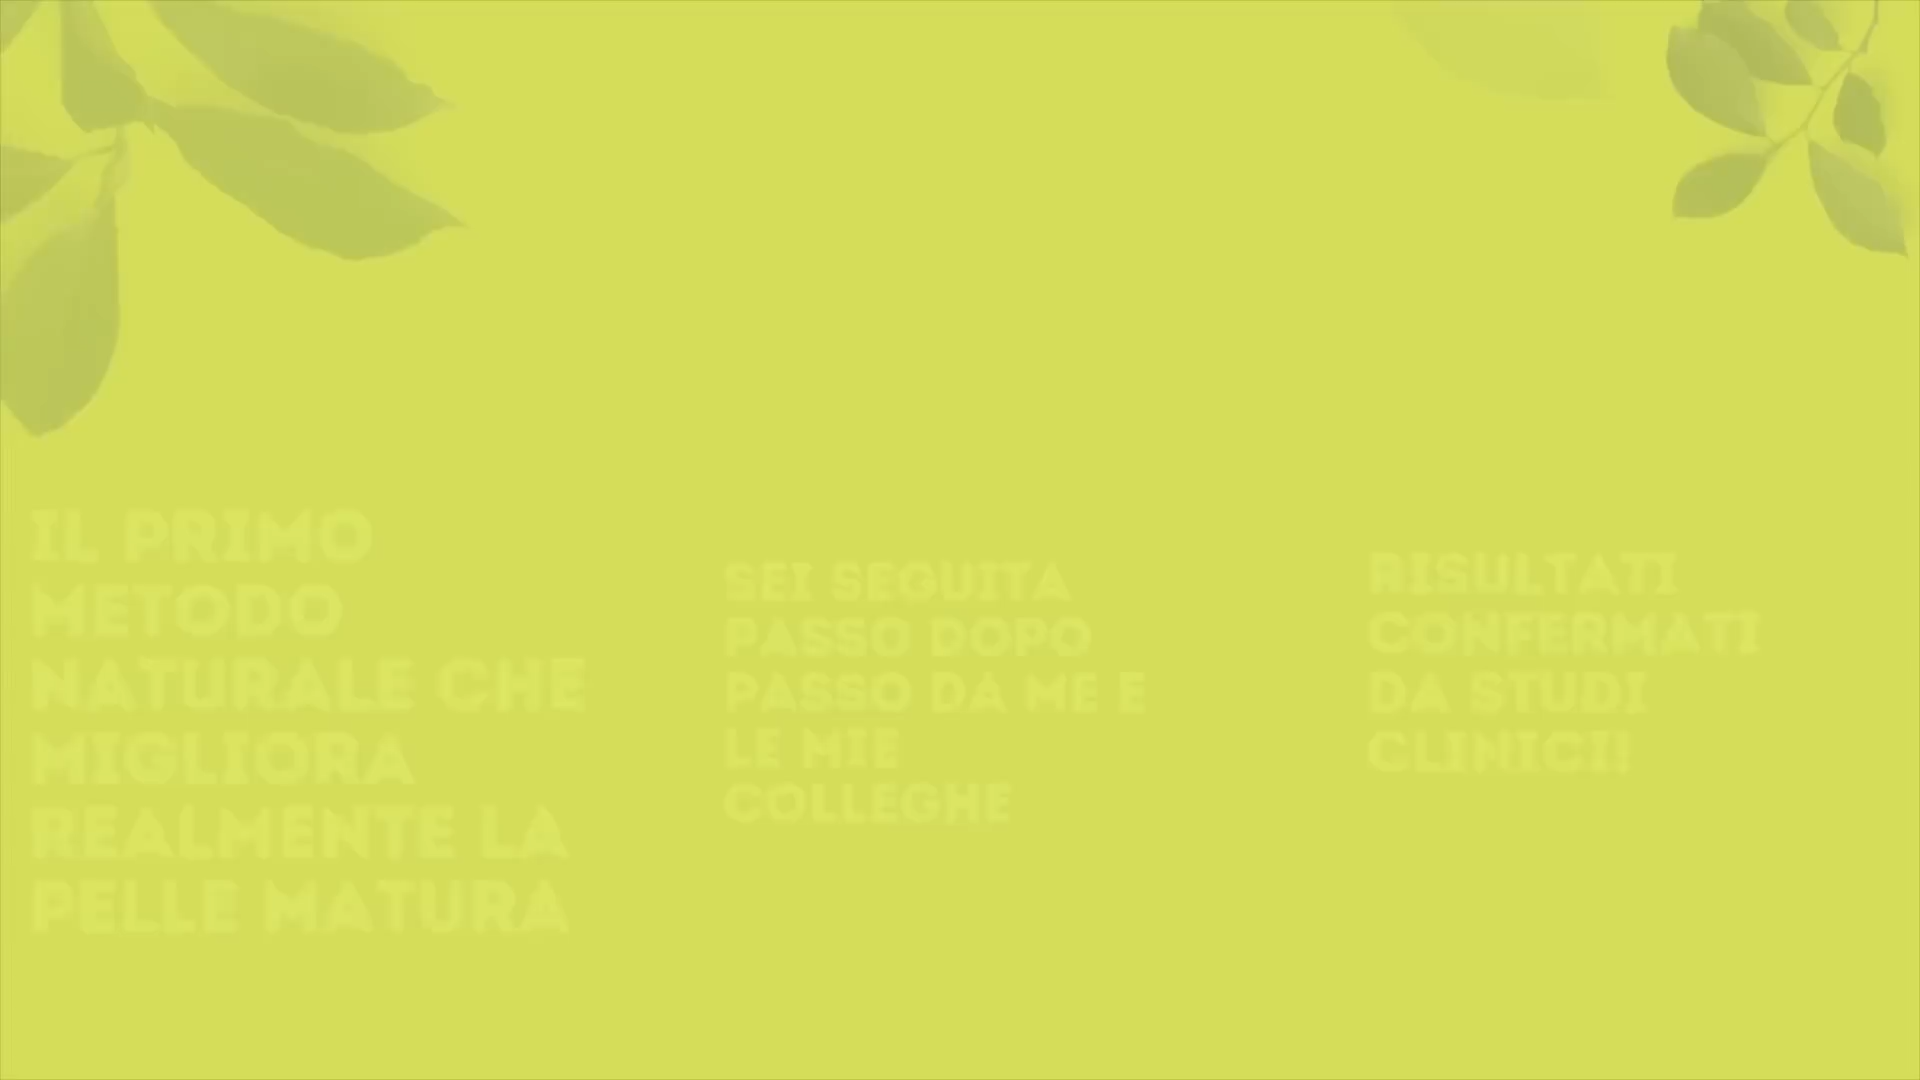 IL PRIMO
METODO
NATURALE CHE
MIGLIORA
REALMENTE LA
PELLE MATURA
SEI SEGUITA
PASSO DOPO
PASSO DA ME E
LE MIE
COLLEGHE
RISULTATI
CONFERMATI
DA STUDI
CLINICI!